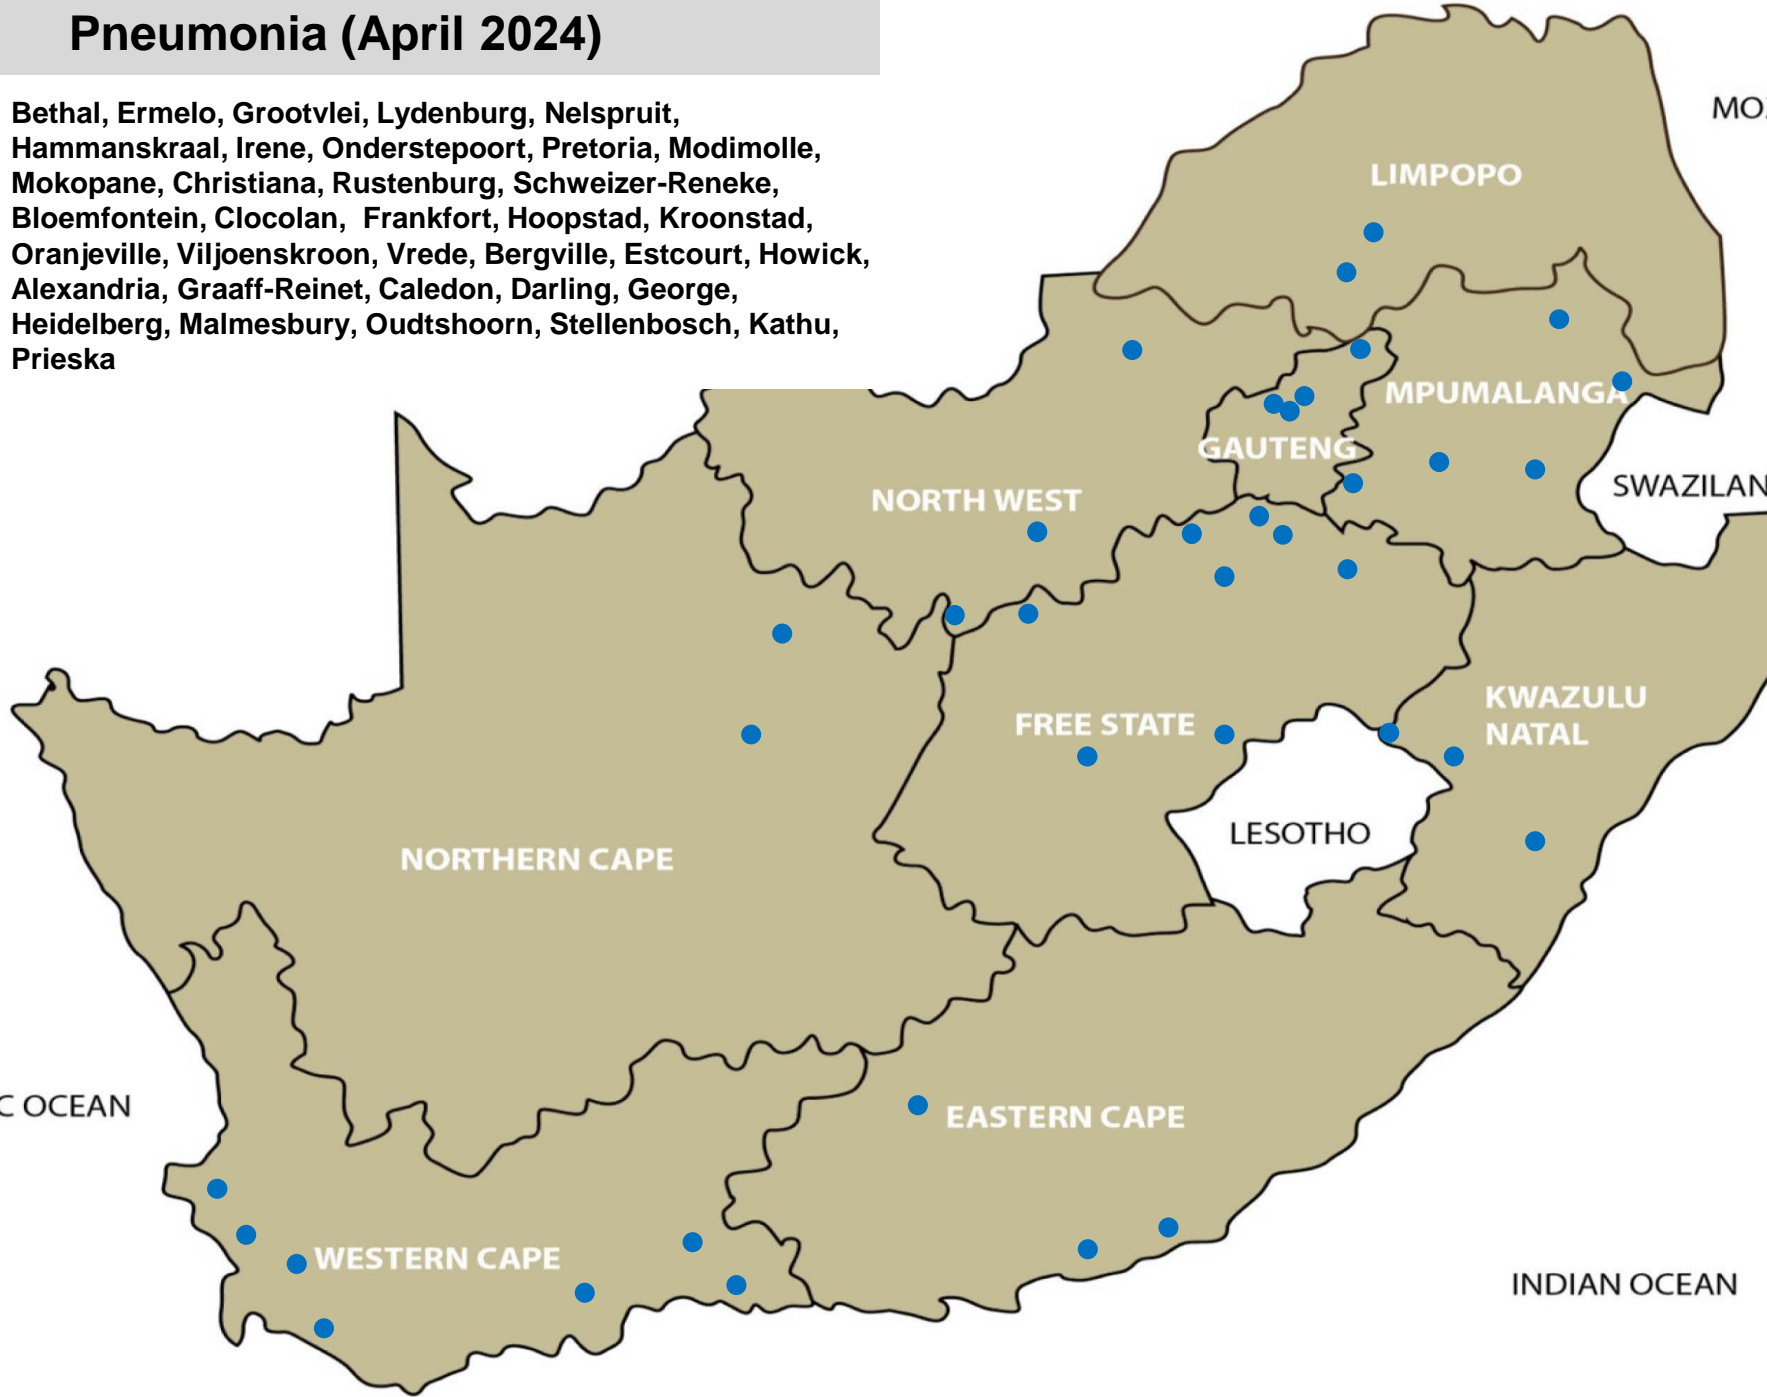 Pneumonia (April 2024)
Bethal, Ermelo, Grootvlei, Lydenburg, Nelspruit,
Hammanskraal, Irene, Onderstepoort, Pretoria, Modimolle,
Mokopane, Christiana, Rustenburg, Schweizer-Reneke,
Bloemfontein, Clocolan, Frankfort, Hoopstad, Kroonstad,
Oranjeville, Viljoenskroon, Vrede, Bergville, Estcourt, Howick,
Alexandria, Graaff-Reinet, Caledon, Darling, George,
Heidelberg, Malmesbury, Oudtshoorn, Stellenbosch, Kathu,
Prieska
MOZ
LIMPOPO
MPUMALANGA
GAUTENG
SWAZILAN
NORTH WEST
KWAZULU
NATAL
FREE STATE
LESOTHO
NORTHERN CAPE
C OCEAN
EASTERN CAPE
WESTERN CAPE
INDIAN OCEAN